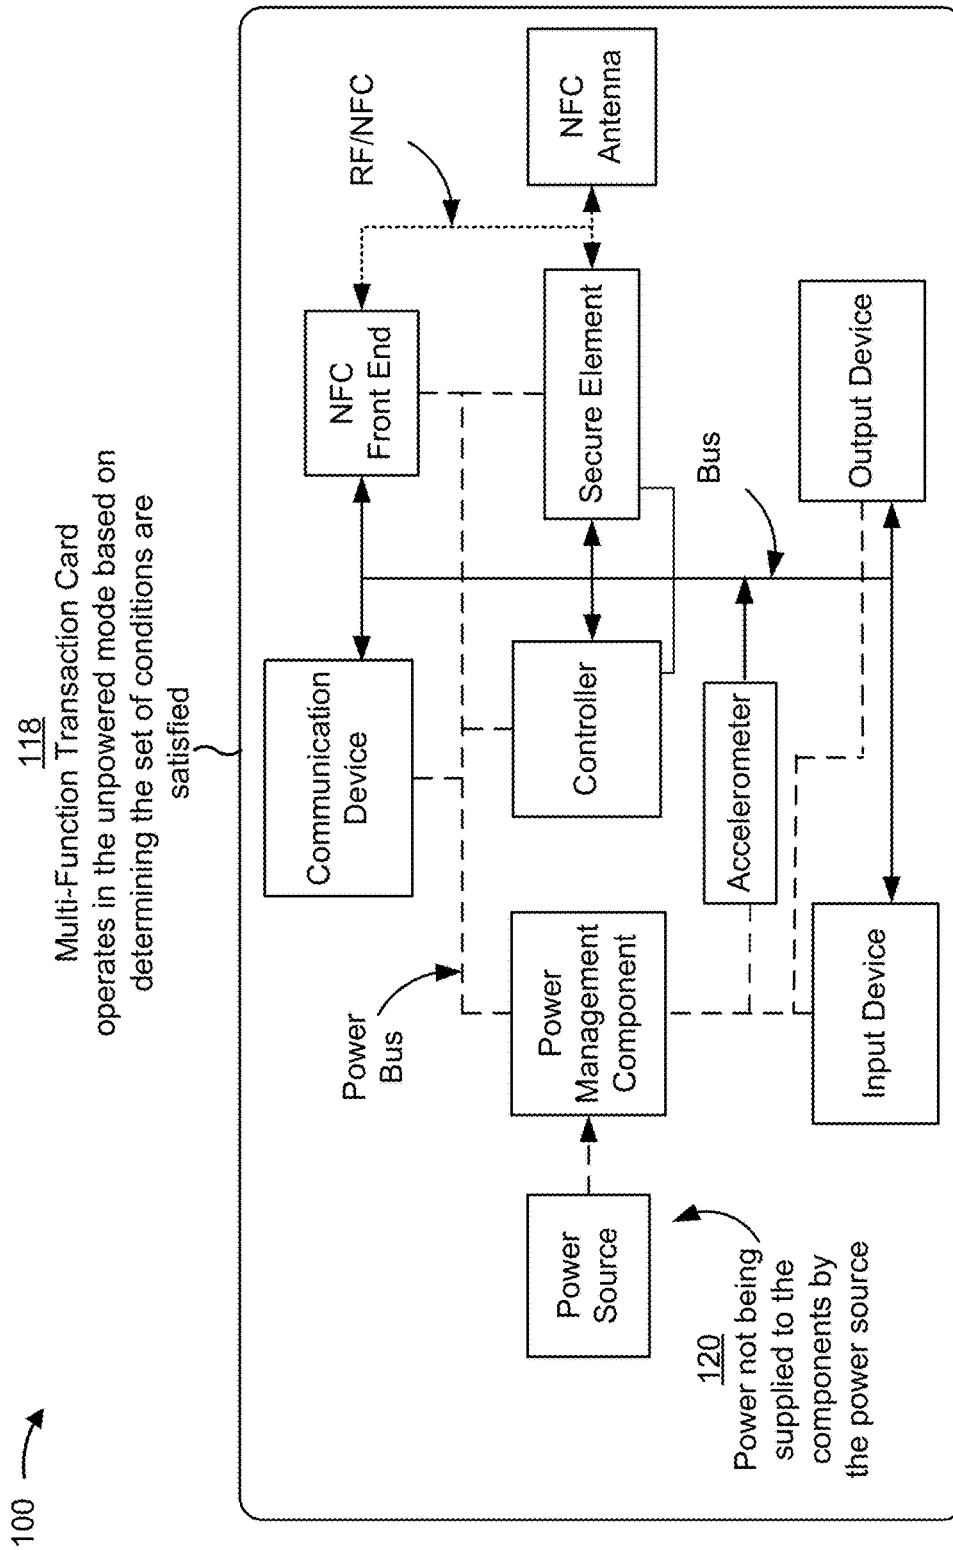 100
118
Multi-Function Transaction Card
operates in the unpowered mode based on
determining the set of conditions are
satisfied
Communication
Device
NFC
Front End
RF/NFC
NFC
Antenna
Power
Bus
Power
Source
Power
Management
Component
Controller
Secure Element
Accelerometer
Bus
Input Device
Output Device
120
Power not being
supplied to the
components by
the power source